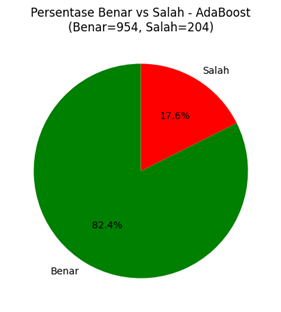 Persentase Benar vs Salah - AdaBoost
(Benar=954, Salah=204)
Salah
17.6%
82.4%
Benar